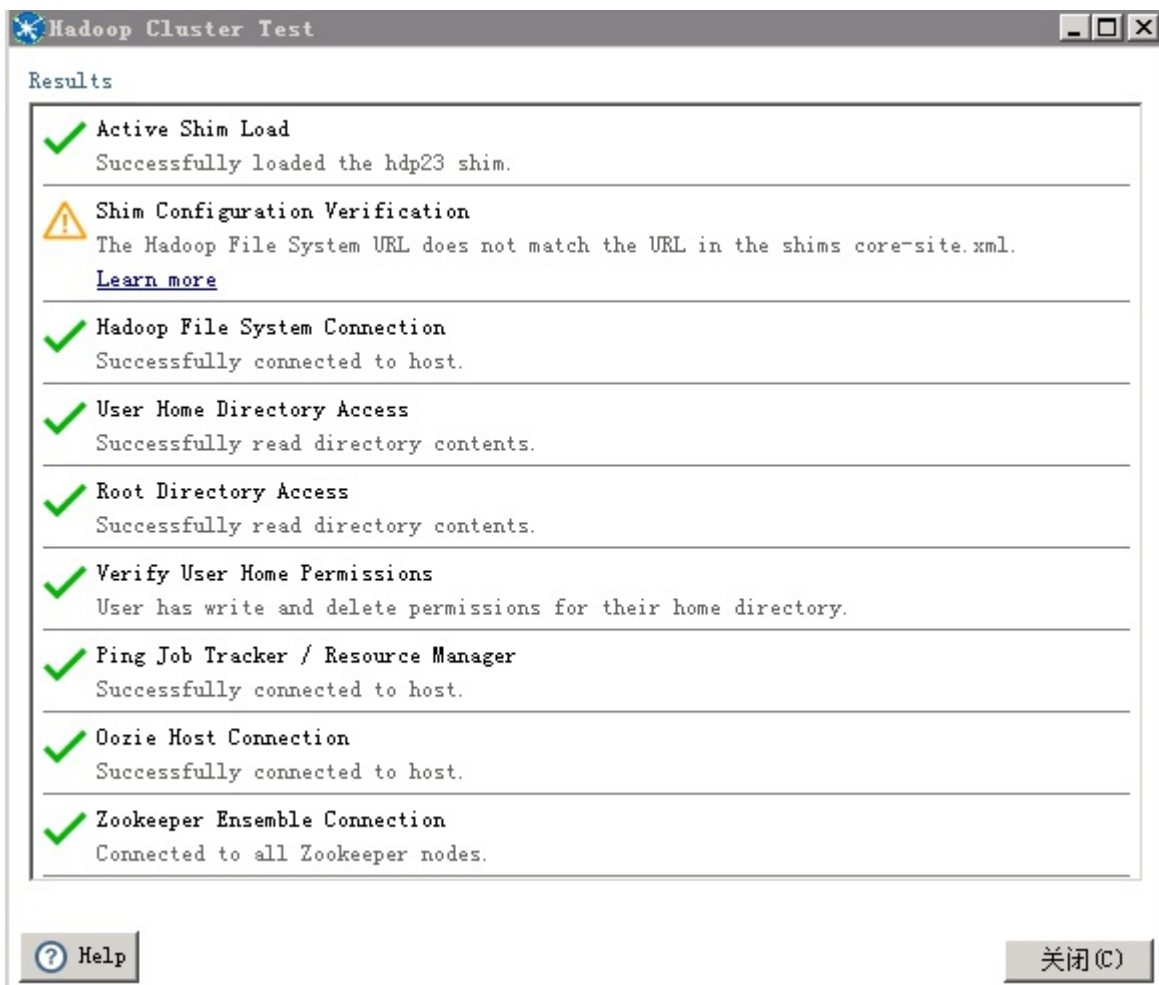 Hadoop Cluster Test
Results
Active Shim Load
Successfully loaded the hdp23 shim.
Shim Configuration Verification
The Hadoop File System URL does not match the URL in the shims core-site.xml.
Learn more
Hadoop File System Connection
Successfully connected to host.
User Home Directory Access
Successfully read directory contents.
Root Directory Access
Successfully read directory contents.
Verify User Home Permissions
User has write and delete permissions for their home directory.
Ping Job Tracker / Resource Manager
Successfully connected to host.
Oozie Host Connection
Successfully connected to host.
Zookeeper Ensemble Connection
Connected to all Zookeeper nodes.
Help
关闭(C)